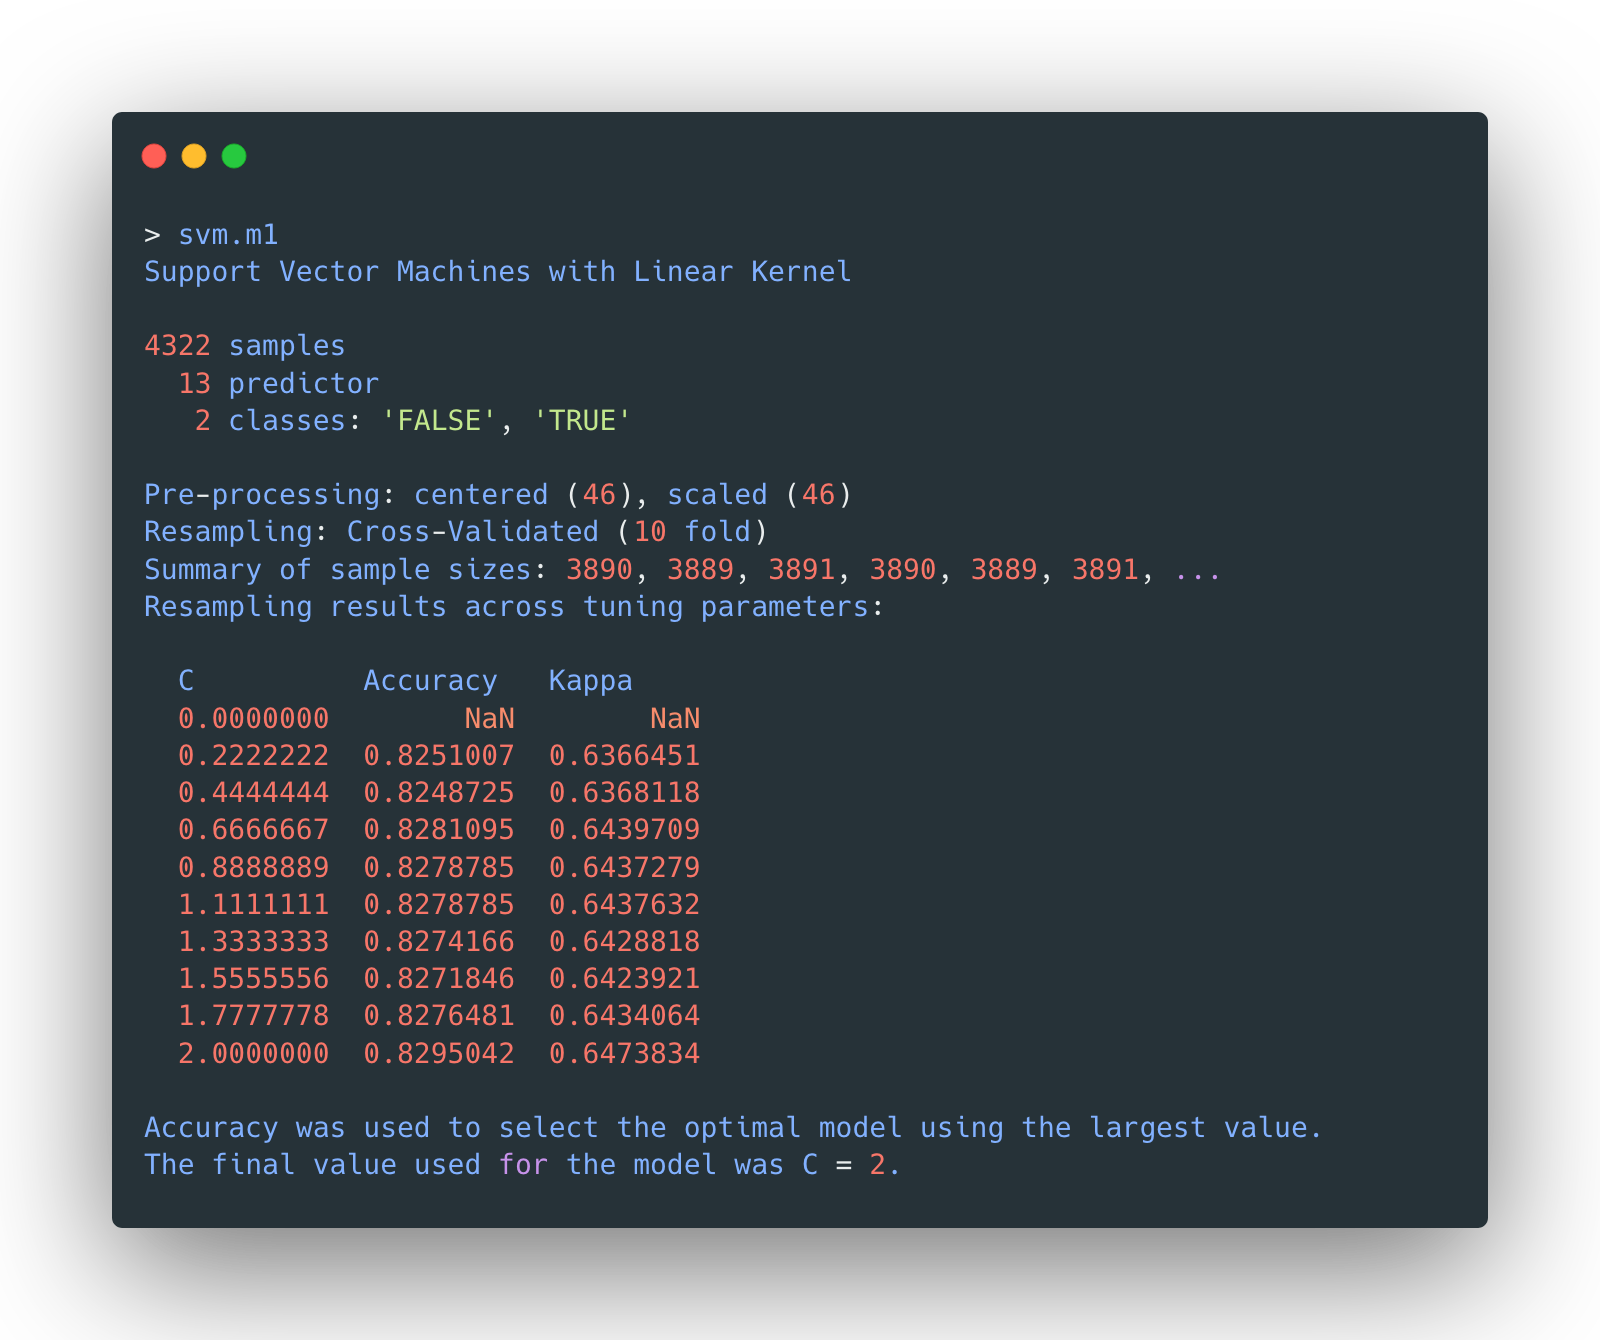 > svm.m1
Support Vector Machines with Linear Kernel
4322 samples
13 predictor
2 classes: 'FALSE', 'TRUE'
Pre-processing: centered (46), scaled (46)
Resampling: Cross-Validated (10 fold)
Summary of sample sizes: 3890, 3889, 3891, 3890, 3889, 3891, ...
Resampling results across tuning parameters:
C Accuracy Kappa
0.0000000 NaN NaN
0.2222222 0.8251007 0.6366451
0.4444444 0.8248725 0.6368118
0.6666667 0.8281095 0.6439709
0.8888889 0.8278785 0.6437279
1.1111111 0.8278785 0.6437632
1.3333333 0.8274166 0.6428818
1.5555556 0.8271846 0.6423921
1.7777778 0.8276481 0.6434064
2.0000000 0.8295042 0.6473834
Accuracy was used to select the optimal model using the largest value.
The final value used for the model was C = 2.